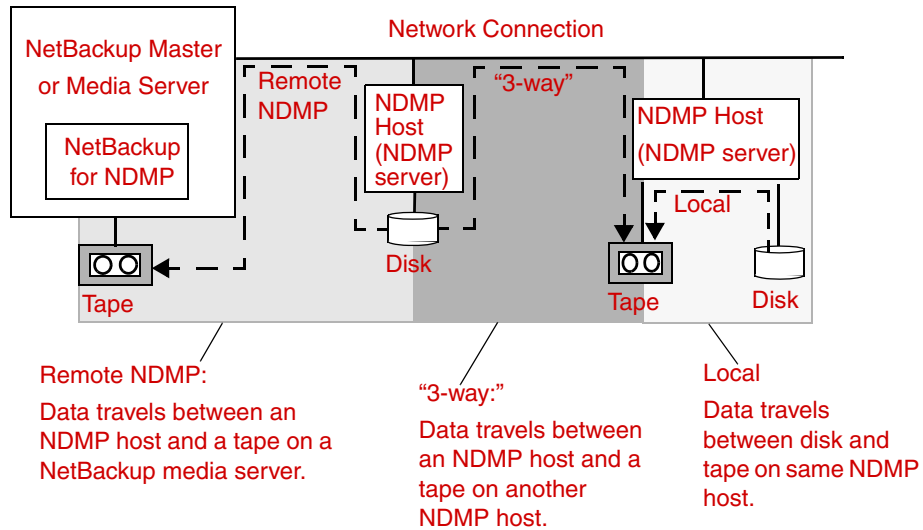 Network Connection
NetBackup Master
or Media Server
NetBackup
for NDMP
Remote
NDMP
NDMP
Host
(NDMP
server)
“3-way”
NDMP Host
(NDMP server)
Local
Tape
Disk
Tape
Disk
Remote NDMP:
Data travels between an
NDMP host and a tape on a
NetBackup media server.
“3-way:”
Data travels between
an NDMP host and a
tape on another
NDMP host.
Local
Data travels
between disk and
tape on same NDMP
host.